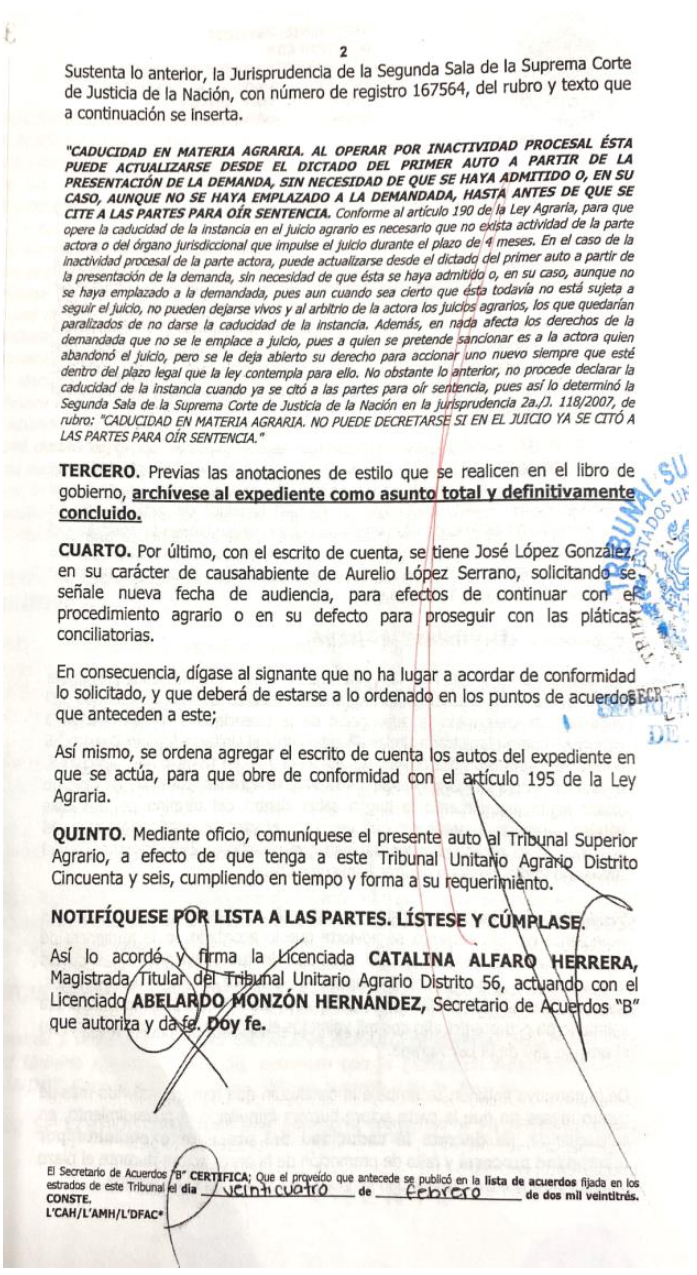 2
Sustenta lo anterior, la Jurisprudencia de la Segunda Sala de la Suprema Corte
de Justicia de la Nación, con número de registro 167564, del rubro y texto que
a continuación se inserta.
"CADUCIDAD EN MATERIA AGRARIA. AL OPERAR POR INACTIVIDAD PROCESAL ÉSTA
PUEDE ACTUALIZARSE DESDE EL DICTADO DEL PRIMER AUTO A PARTIR DE LA
PRESENTACIÓN DE LA DEMANDA, SIN NECESIDAD DE QUE SE HAYA ADMITIDO O, EN SU
CASO, AUNQUE NO SE HAYA EMPLAZADO A LA DEMANDADA, HASTA ANTES DE QUE SE
CITE A LAS PARTES PARA OÍR SENTENCIA. Conforme al artículo 190 de la Ley Agraria, para que
opere la caducidad de la instancia en el juicio agrario es necesario que no exista actividad de la parte
actora o del órgano jurisdiccional que impulse el juicio durante el plazo de 4 meses. En el caso de la
inactividad procesal de la parte actora, puede actualizarse desde el dictado del primer auto a partir de
la presentación de la demanda, sin necesidad de que ésta se haya admitido o, en su caso, aunque no
se haya emplazado a la demandada, pues aun cuando sea cierto que ésta todavía no está sujeta a
seguir el juicio, no pueden dejarse vivos y al arbitrio de la actora los juicios agrarios, los que quedarían
paralizados de no darse la caducidad de la instancia. Además, en nada afecta los derechos de la
demandada que no se le emplace a juicio, pues a quien se pretende sancionar es a la actora quien
abandonó el juicio, pero se le deja abierto su derecho para accionar uno nuevo siempre que esté
dentro del plazo legal que la ley contempla para ello. No obstante lo anterior, no procede declarar la
caducidad de la instancia cuando ya se citó a las partes para oír sentencia, pues así lo determinó la
Segunda Sala de la Suprema Corte de Justicia de la Nación en la jurisprudencia 2a./J. 118/2007, de
rubro: "CADUCIDAD EN MATERIA AGRARIA. NO PUEDE DECRETARSE SI EN EL JUICIO YA SE CITÓ A
LAS PARTES PARA OÍR SENTENCIA."
TERCERO. Previas las anotaciones de estilo que se realicen en el libro de
gobierno, archívese al expediente como asunto total y definitivamente
concluido.
CUARTO. Por último, con el escrito de cuenta, se tiene José López González,
en su carácter de causahabiente de Aurelio López Serrano, solicitando se
señale nueva fecha de audiencia, para efectos de continuar con el
procedimiento agrario o en su defecto para proseguir con las pláticas
conciliatorias.
En consecuencia, dígase al signante que no ha lugar a acordar de conformidad
lo solicitado, y que deberá de estarse a lo ordenado en los puntos de acuerdos
que anteceden a este;
Así mismo, se ordena agregar el escrito de cuenta los autos del expediente en
que se actúa, para que obre de conformidad con el artículo 195 de la Ley
Agraria.
QUINTO. Mediante oficio, comuníquese el presente auto al Tribunal Superior
Agrario, a efecto de que tenga a este Tribunal Unitario Agrario Distrito
Cincuenta y seis, cumpliendo en tiempo y forma a su requerimiento.
NOTIFÍQUESE POR LISTA A LAS PARTES. LÍSTESE Y CÚMPLASE.
Así lo acordó y firma la Licenciada CATALINA ALFARO HERRERA,
Magistrada Titular del Tribunal Unitario Agrario Distrito 56, actuando con el
Licenciado ABELARDO MONZÓN HERNÁNDEZ, Secretario de Acuerdos "B"
que autoriza y da fe. Doy fe.
El Secretario de Acuerdos "B" CERTIFICA; Que el proveído que antecede se publicó en la lista de acuerdos fijada en los
estrados de este Tribunal el día veinticuatro de febrero de dos mil veintitrés.
CONSTE.
L'CAH/L'AMH/L'DFAC*